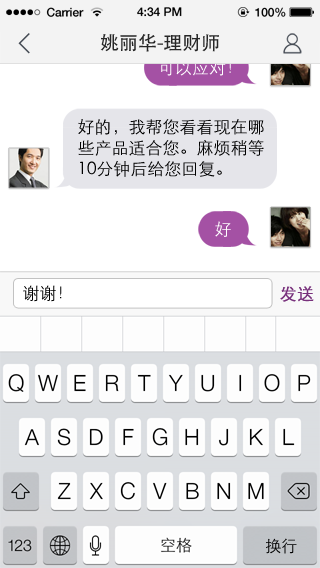 Carrier 4:34 PM 100%
姚丽华-理财师
可以应对！
好的，我帮您看看现在哪
些产品适合您。麻烦稍等
10分钟后给您回复。
好
谢谢！ 发送
Q W E R T Y U I O P
A S D F G H J K L
Z X C V B N M
123 空格 换行